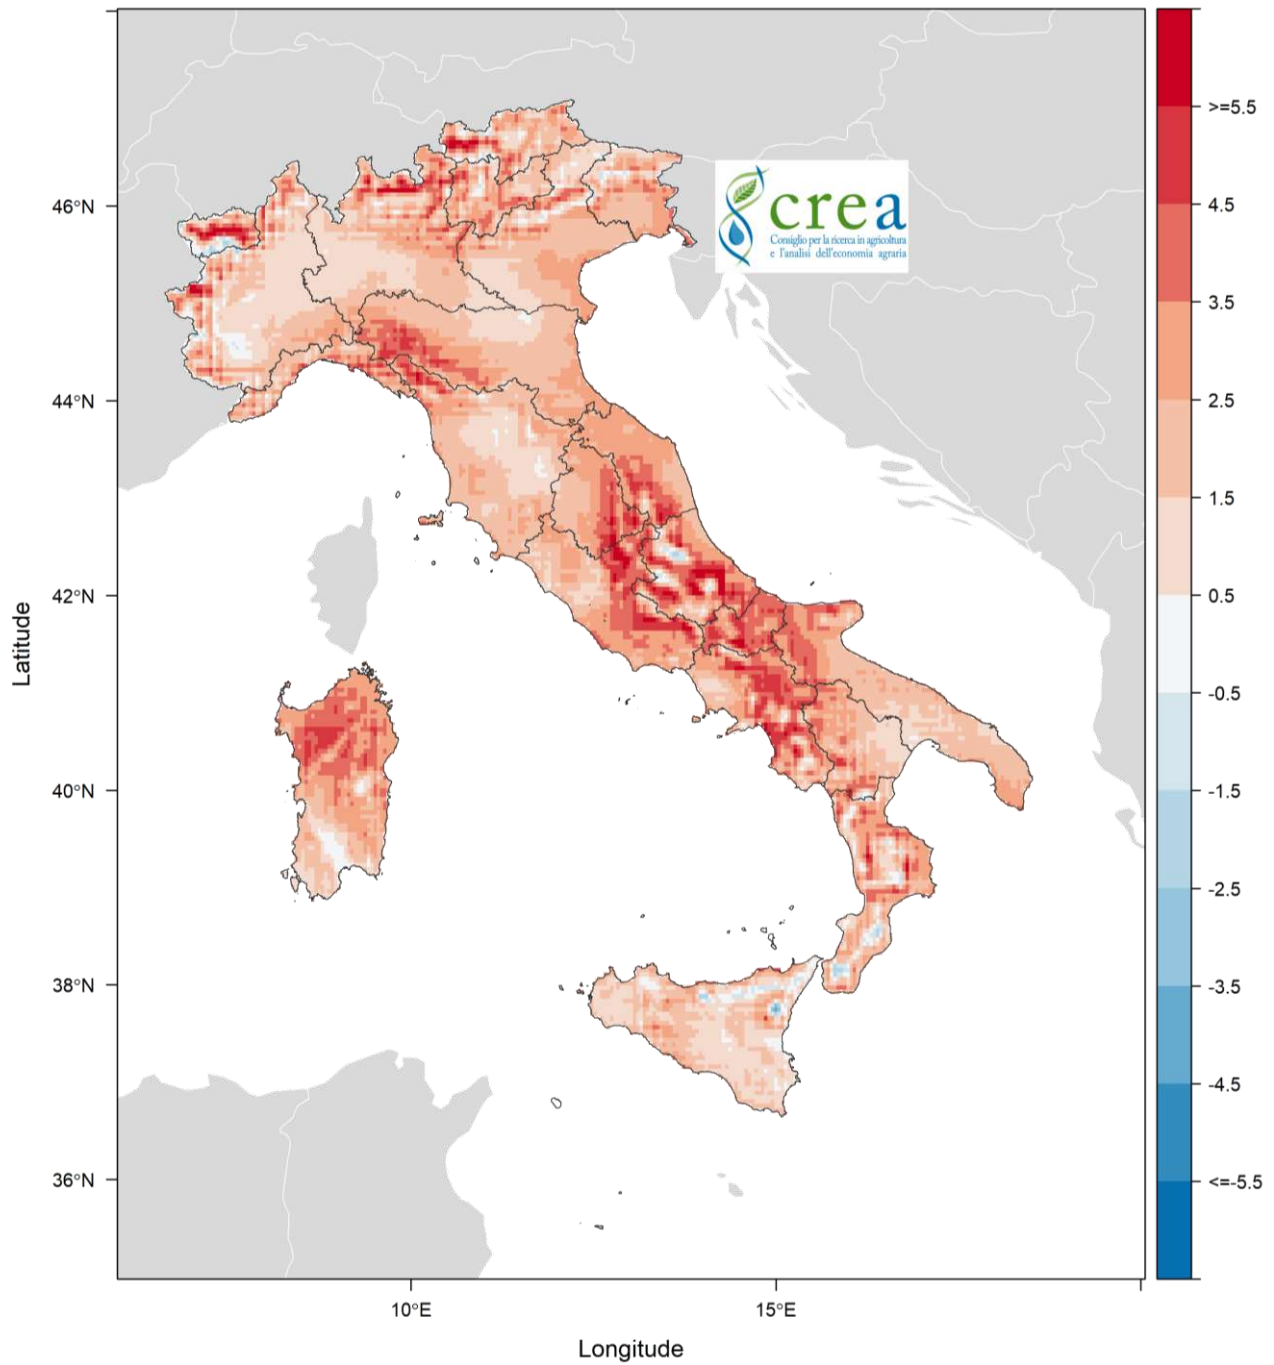 46°N
44°N
42°N
40°N
38°N
36°N
Latitude
10°E
15°E
Longitude
crea
Consiglio per la ricerca in agricoltura
e l'analisi dell'economia agraria
>=5.5
4.5
3.5
2.5
1.5
0.5
-0.5
-1.5
-2.5
-3.5
-4.5
<=-5.5